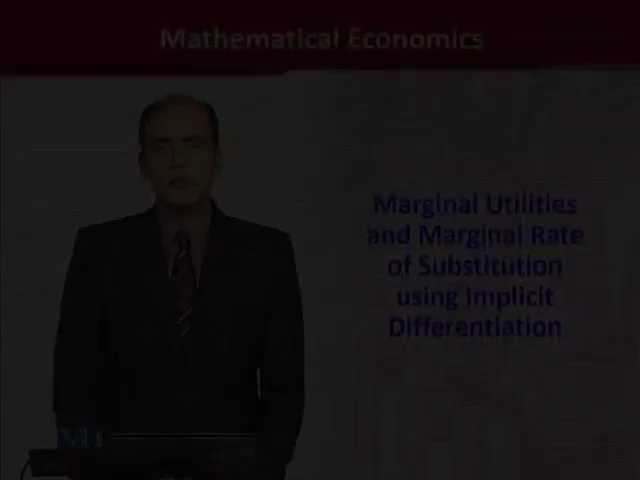 Mathematical Economics
Marginal Utilities
and Marginal Rate
of Substitution
using Implicit
Differentiation